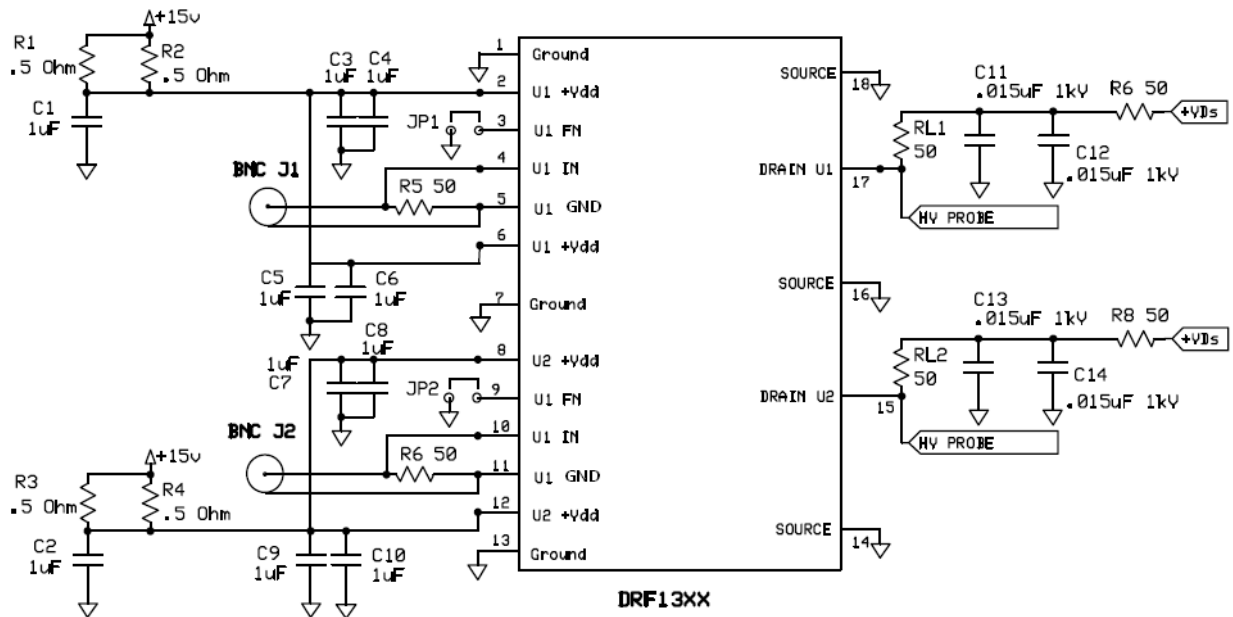 +15v
R1
.5 Ohm
R2
.5 Ohm
C1
1uF
C3
1uF
C4
1uF
JP1
BNC J1
R5 50
C5
1uF
C6
1uF
C7
1uF
C8
1uF
JP2
BNC J2
R6 50
+15v
R3
.5 Ohm
R4
.5 Ohm
C2
1uF
C9
1uF
C10
1uF
1 Ground
2 U1 +Vdd
3 U1 FN
4 U1 IN
5 U1 GND
6 U1 +Vdd
7 Ground
8 U2 +Vdd
9 U1 FN
10 U1 IN
11 U1 GND
12 U2 +Vdd
13 Ground
SOURCE 18
DRAIN U1 17
SOURCE 16
DRAIN U2 15
SOURCE 14
DRF13XX
C11
.015uF 1kV
R6 50
+VDs
RL1
50
C12
.015uF 1kV
HV PROBE
C13
.015uF 1kV
R8 50
+VDs
RL2
50
C14
.015uF 1kV
HV PROBE